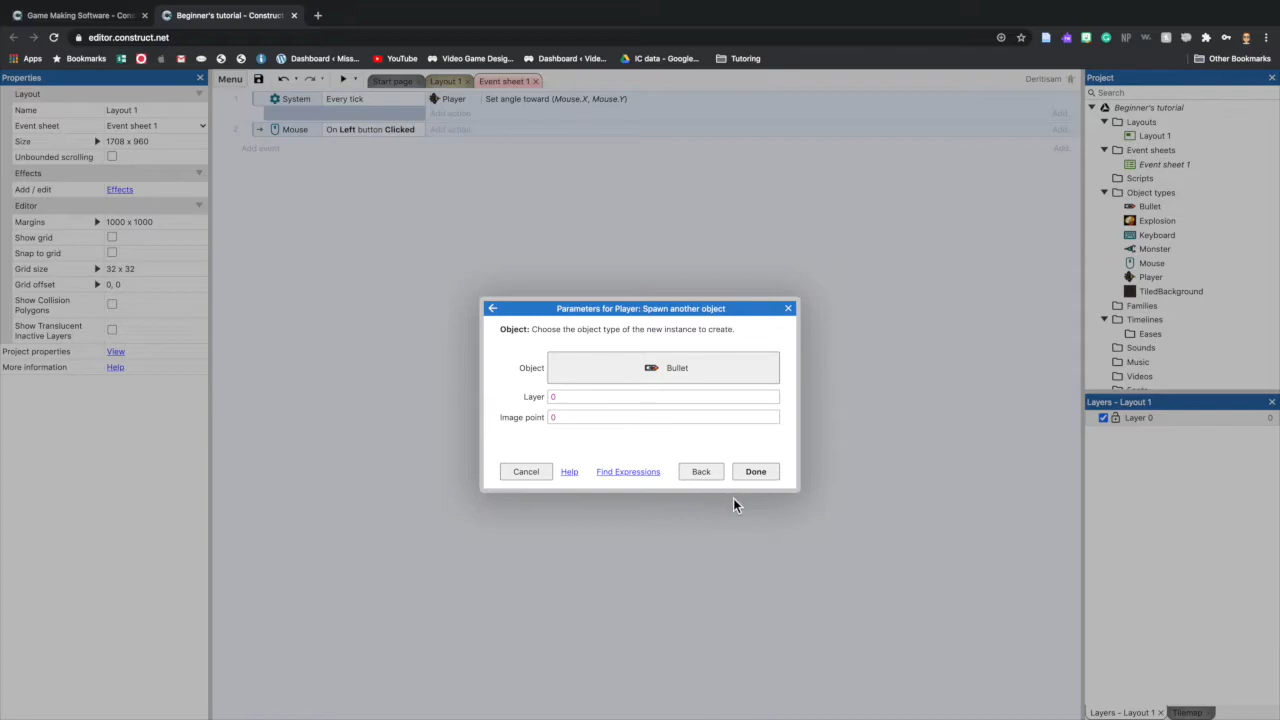 Game Making Software - Cons
Beginner's tutorial - Construct
editor.construct.net
Apps
Bookmarks
Dashboard ‹ Miss...
YouTube
Video Game Desig...
Dashboard ‹ Vide...
IC data - Google...
Tutoring
Other Bookmarks
Properties
Menu
Start page
Layout 1
Event sheet 1
Deritisam
Project
Layout
Name Layout 1
Event sheet Event sheet 1
Size 1708 x 960
Unbounded scrolling
Effects
Add / edit Effects
Editor
Margins 1000 x 1000
Show grid
Snap to grid
Grid size 32 x 32
Grid offset 0, 0
Show Collision
Polygons
Show Translucent
Inactive Layers
Project properties View
More information Help
1 System Every tick Player Set angle toward (Mouse.X, Mouse.Y)
Add action Add..
2 Mouse On Left button Clicked Add action Add..
Add event Add..
Parameters for Player: Spawn another object
Object: Choose the object type of the new instance to create.
Object Bullet
Layer 0
Image point 0
Cancel Help Find Expressions Back Done
Search
Beginner's tutorial
Layouts
Layout 1
Event sheets
Event sheet 1
Scripts
Object types
Bullet
Explosion
Keyboard
Monster
Mouse
Player
TiledBackground
Families
Timelines
Eases
Sounds
Music
Videos
Layers - Layout 1
Layer 0 0
Layers - Layout 1
Tilemap